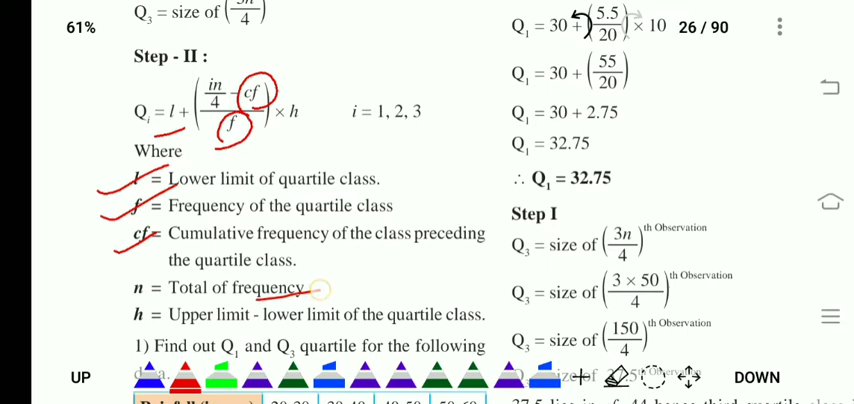 61%
Q3 = size of (3n/4)
Step - II :
Qi = l + ((in/4 - cf)/f) × h    i = 1, 2, 3
Where
l = Lower limit of quartile class.
f = Frequency of the quartile class
cf = Cumulative frequency of the class preceding
the quartile class.
n = Total of frequency
h = Upper limit - lower limit of the quartile class.
1) Find out Q1 and Q3 quartile for the following
UP
Q1 = 30 + (5.5/20) × 10
26 / 90
Q1 = 30 + (55/20)
Q1 = 30 + 2.75
Q1 = 32.75
∴ Q1 = 32.75
Step I
Q3 = size of (3n/4)th Observation
Q3 = size of (3 × 50/4)th Observation
Q3 = size of (150/4)th Observation
DOWN